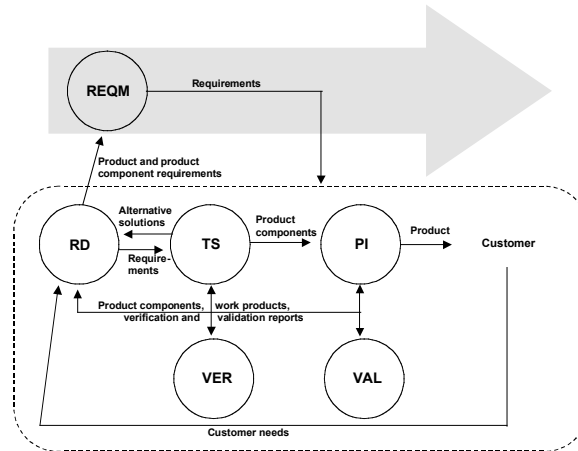 REQM
Requirements
Product and product
component requirements
Alternative
solutions
Product
components
Product
RD
TS
PI
Customer
Require-
ments
Product components, work products,
verification and validation reports
VER
VAL
Customer needs